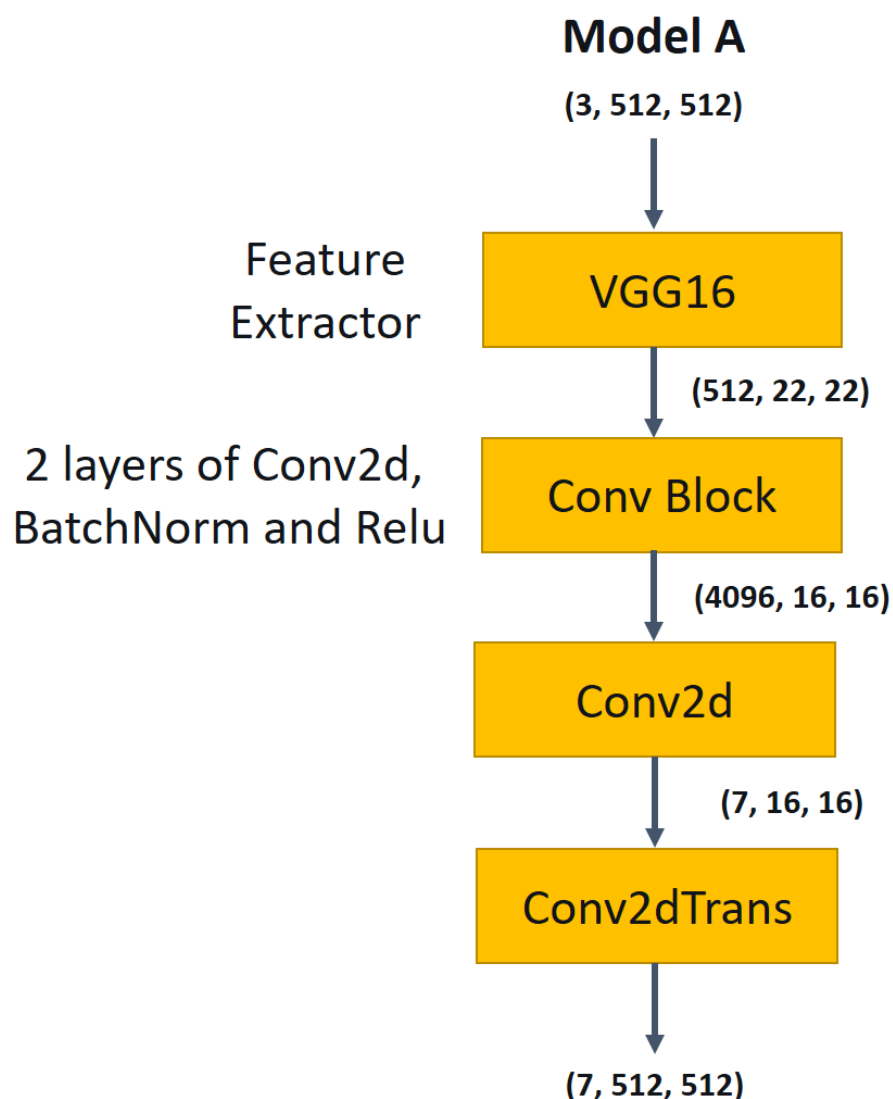 Model A
(3, 512, 512)
Feature
Extractor
VGG16
(512, 22, 22)
2 layers of Conv2d,
BatchNorm and Relu
Conv Block
(4096, 16, 16)
Conv2d
(7, 16, 16)
Conv2dTrans
(7, 512, 512)